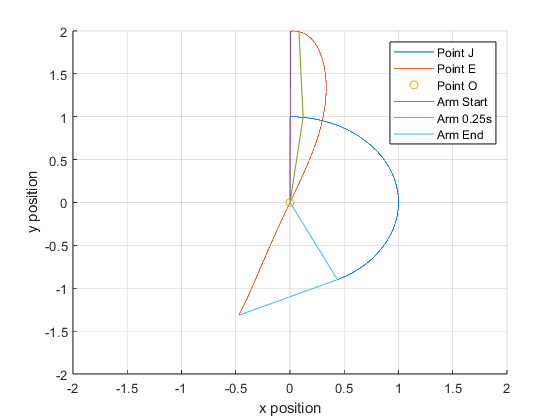 2
1.5
1
0.5
0
-0.5
-1
-1.5
-2
y position
-2 -1.5 -1 -0.5 0 0.5 1 1.5 2
x position
Point J
Point E
Point O
Arm Start
Arm 0.25s
Arm End